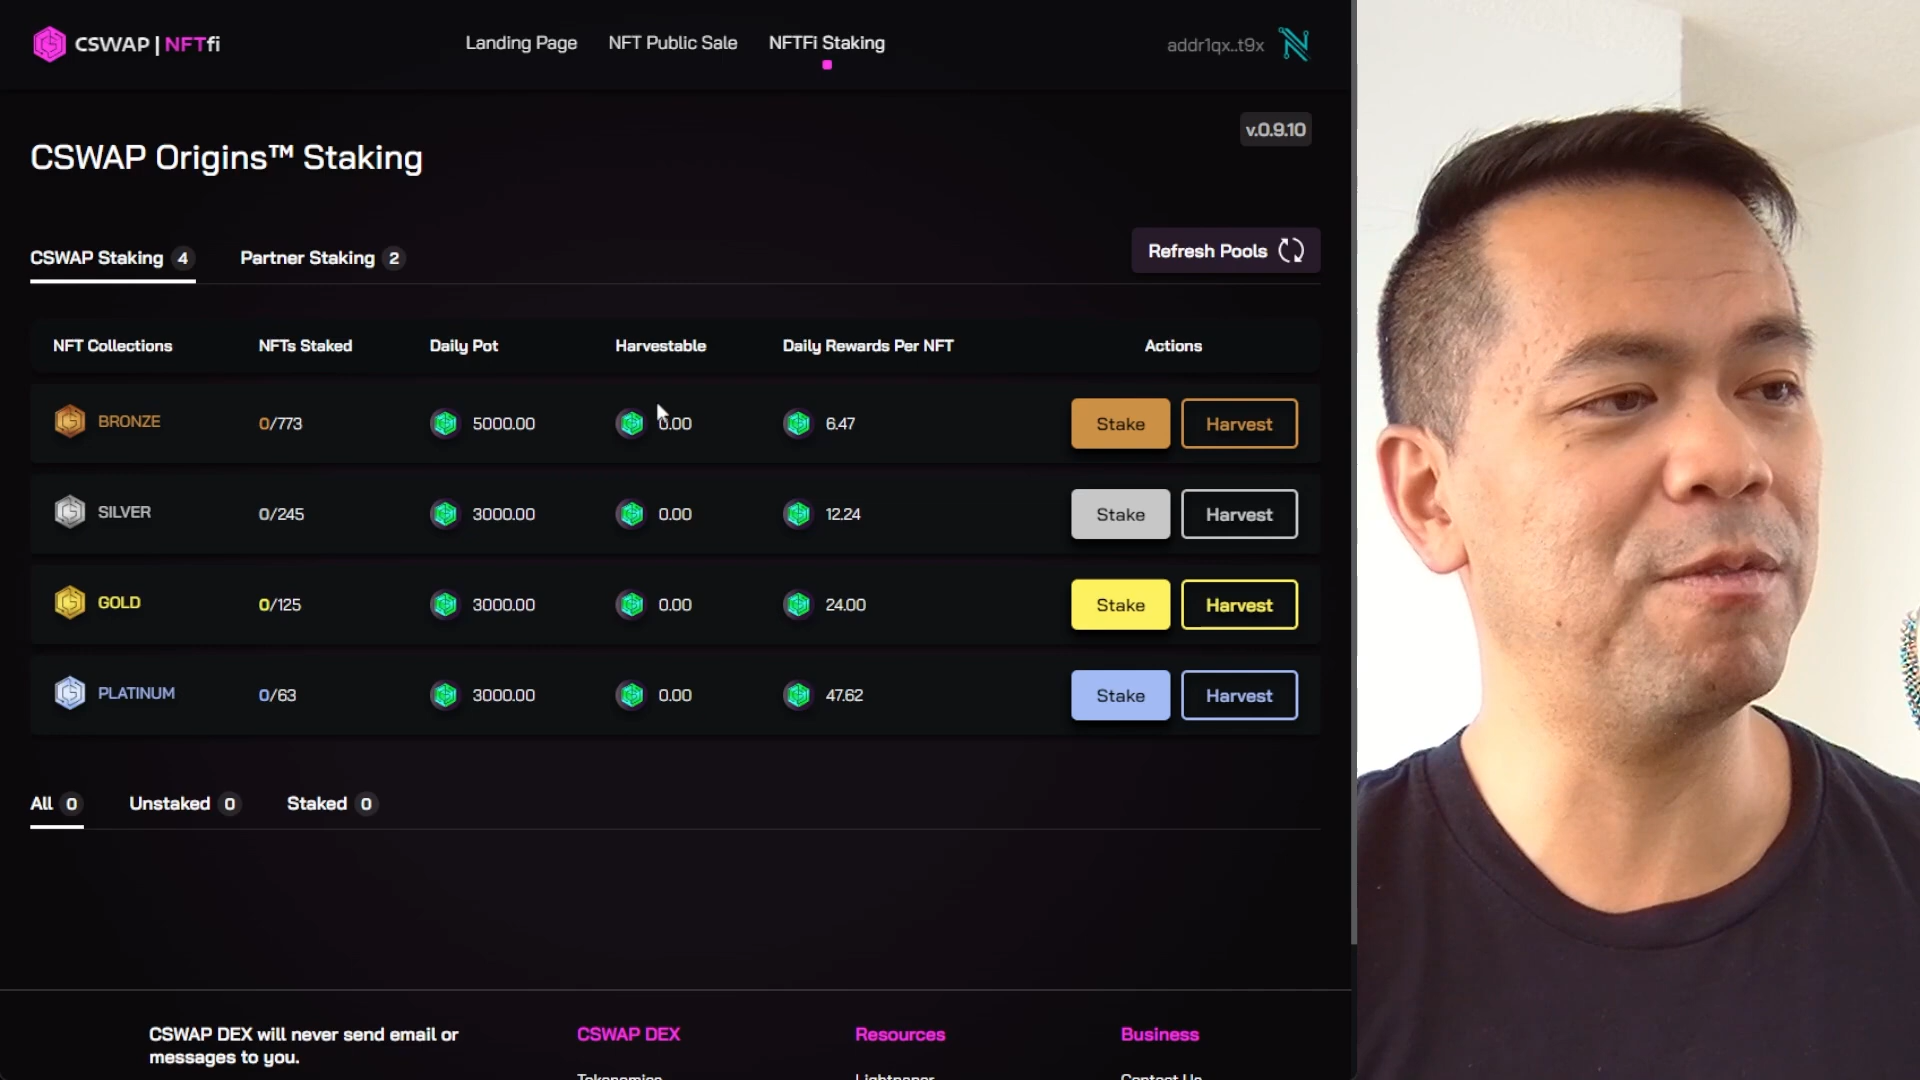 CSWAP | NFTfi
Landing Page NFT Public Sale NFTFi Staking
addr1qx..t9x
v.0.9.10
CSWAP Origins™ Staking
CSWAP Staking 4 Partner Staking 2
Refresh Pools
NFT Collections NFTs Staked Daily Pot Harvestable Daily Rewards Per NFT Actions
BRONZE 0/773 5000.00 0.00 6.47 Stake Harvest
SILVER 0/245 3000.00 0.00 12.24 Stake Harvest
GOLD 0/125 3000.00 0.00 24.00 Stake Harvest
PLATINUM 0/63 3000.00 0.00 47.62 Stake Harvest
All 0 Unstaked 0 Staked 0
CSWAP DEX will never send email or
messages to you.
CSWAP DEX Resources Business
Tokenomics Lightpaper Contact Us